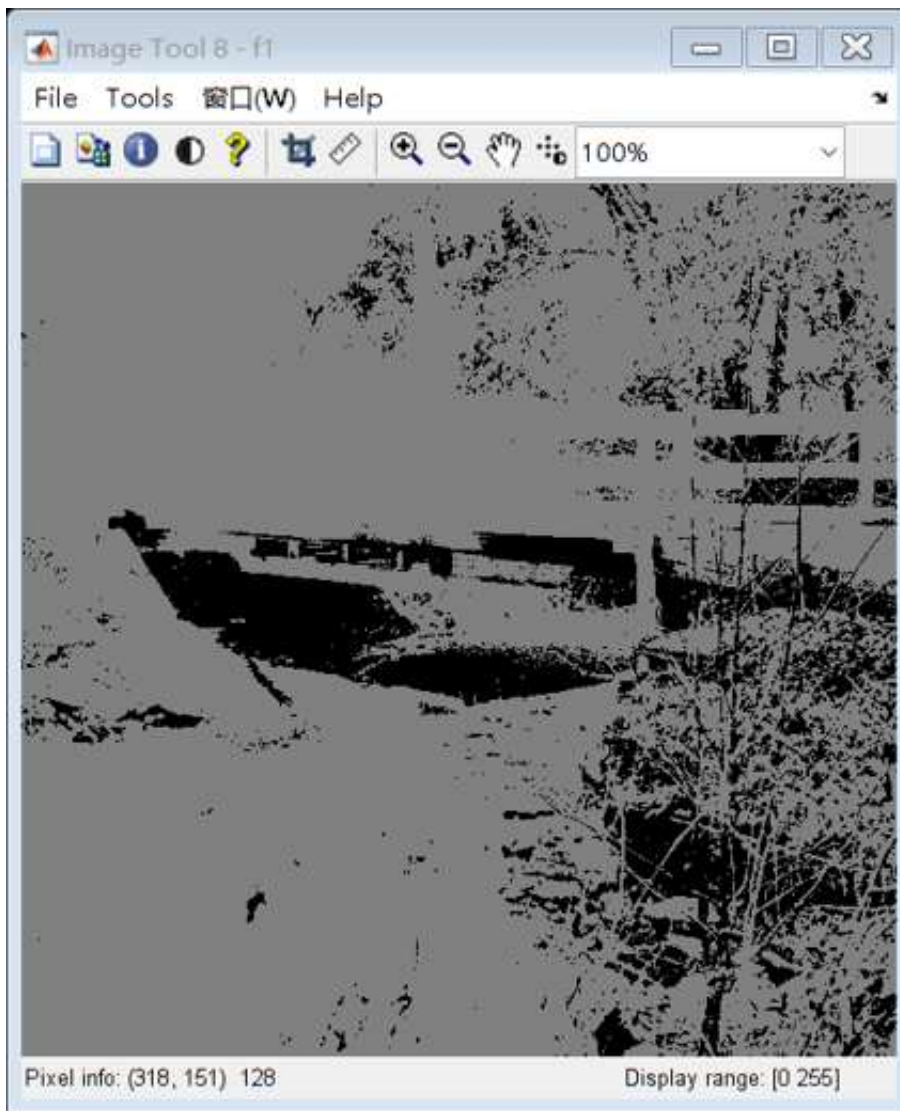 Image Tool 8 - f1
File Tools 窗口(W) Help
100%
Pixel info: (318, 151) 128
Display range: [0 255]